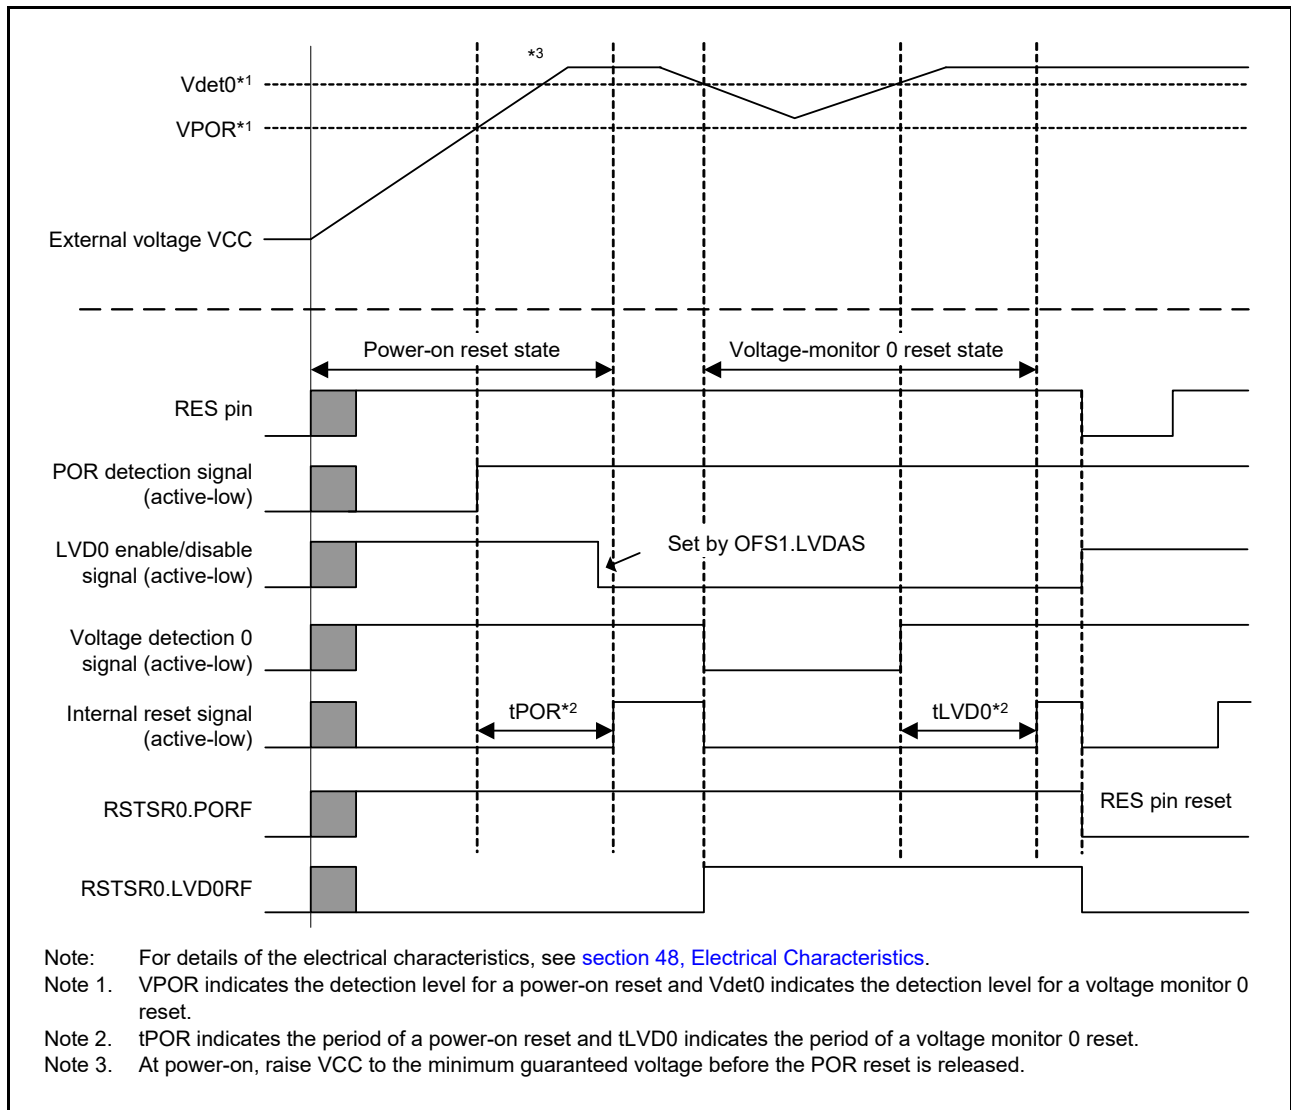 *3
Vdet0*1
VPOR*1
External voltage VCC
Power-on reset state
Voltage-monitor 0 reset state
RES pin
POR detection signal
(active-low)
LVD0 enable/disable
signal (active-low)
Set by OFS1.LVDAS
Voltage detection 0
signal (active-low)
Internal reset signal
(active-low)
tPOR*2
tLVD0*2
RSTSR0.PORF
RES pin reset
RSTSR0.LVD0RF
Note: For details of the electrical characteristics, see section 48, Electrical Characteristics.
Note 1. VPOR indicates the detection level for a power-on reset and Vdet0 indicates the detection level for a voltage monitor 0
reset.
Note 2. tPOR indicates the period of a power-on reset and tLVD0 indicates the period of a voltage monitor 0 reset.
Note 3. At power-on, raise VCC to the minimum guaranteed voltage before the POR reset is released.